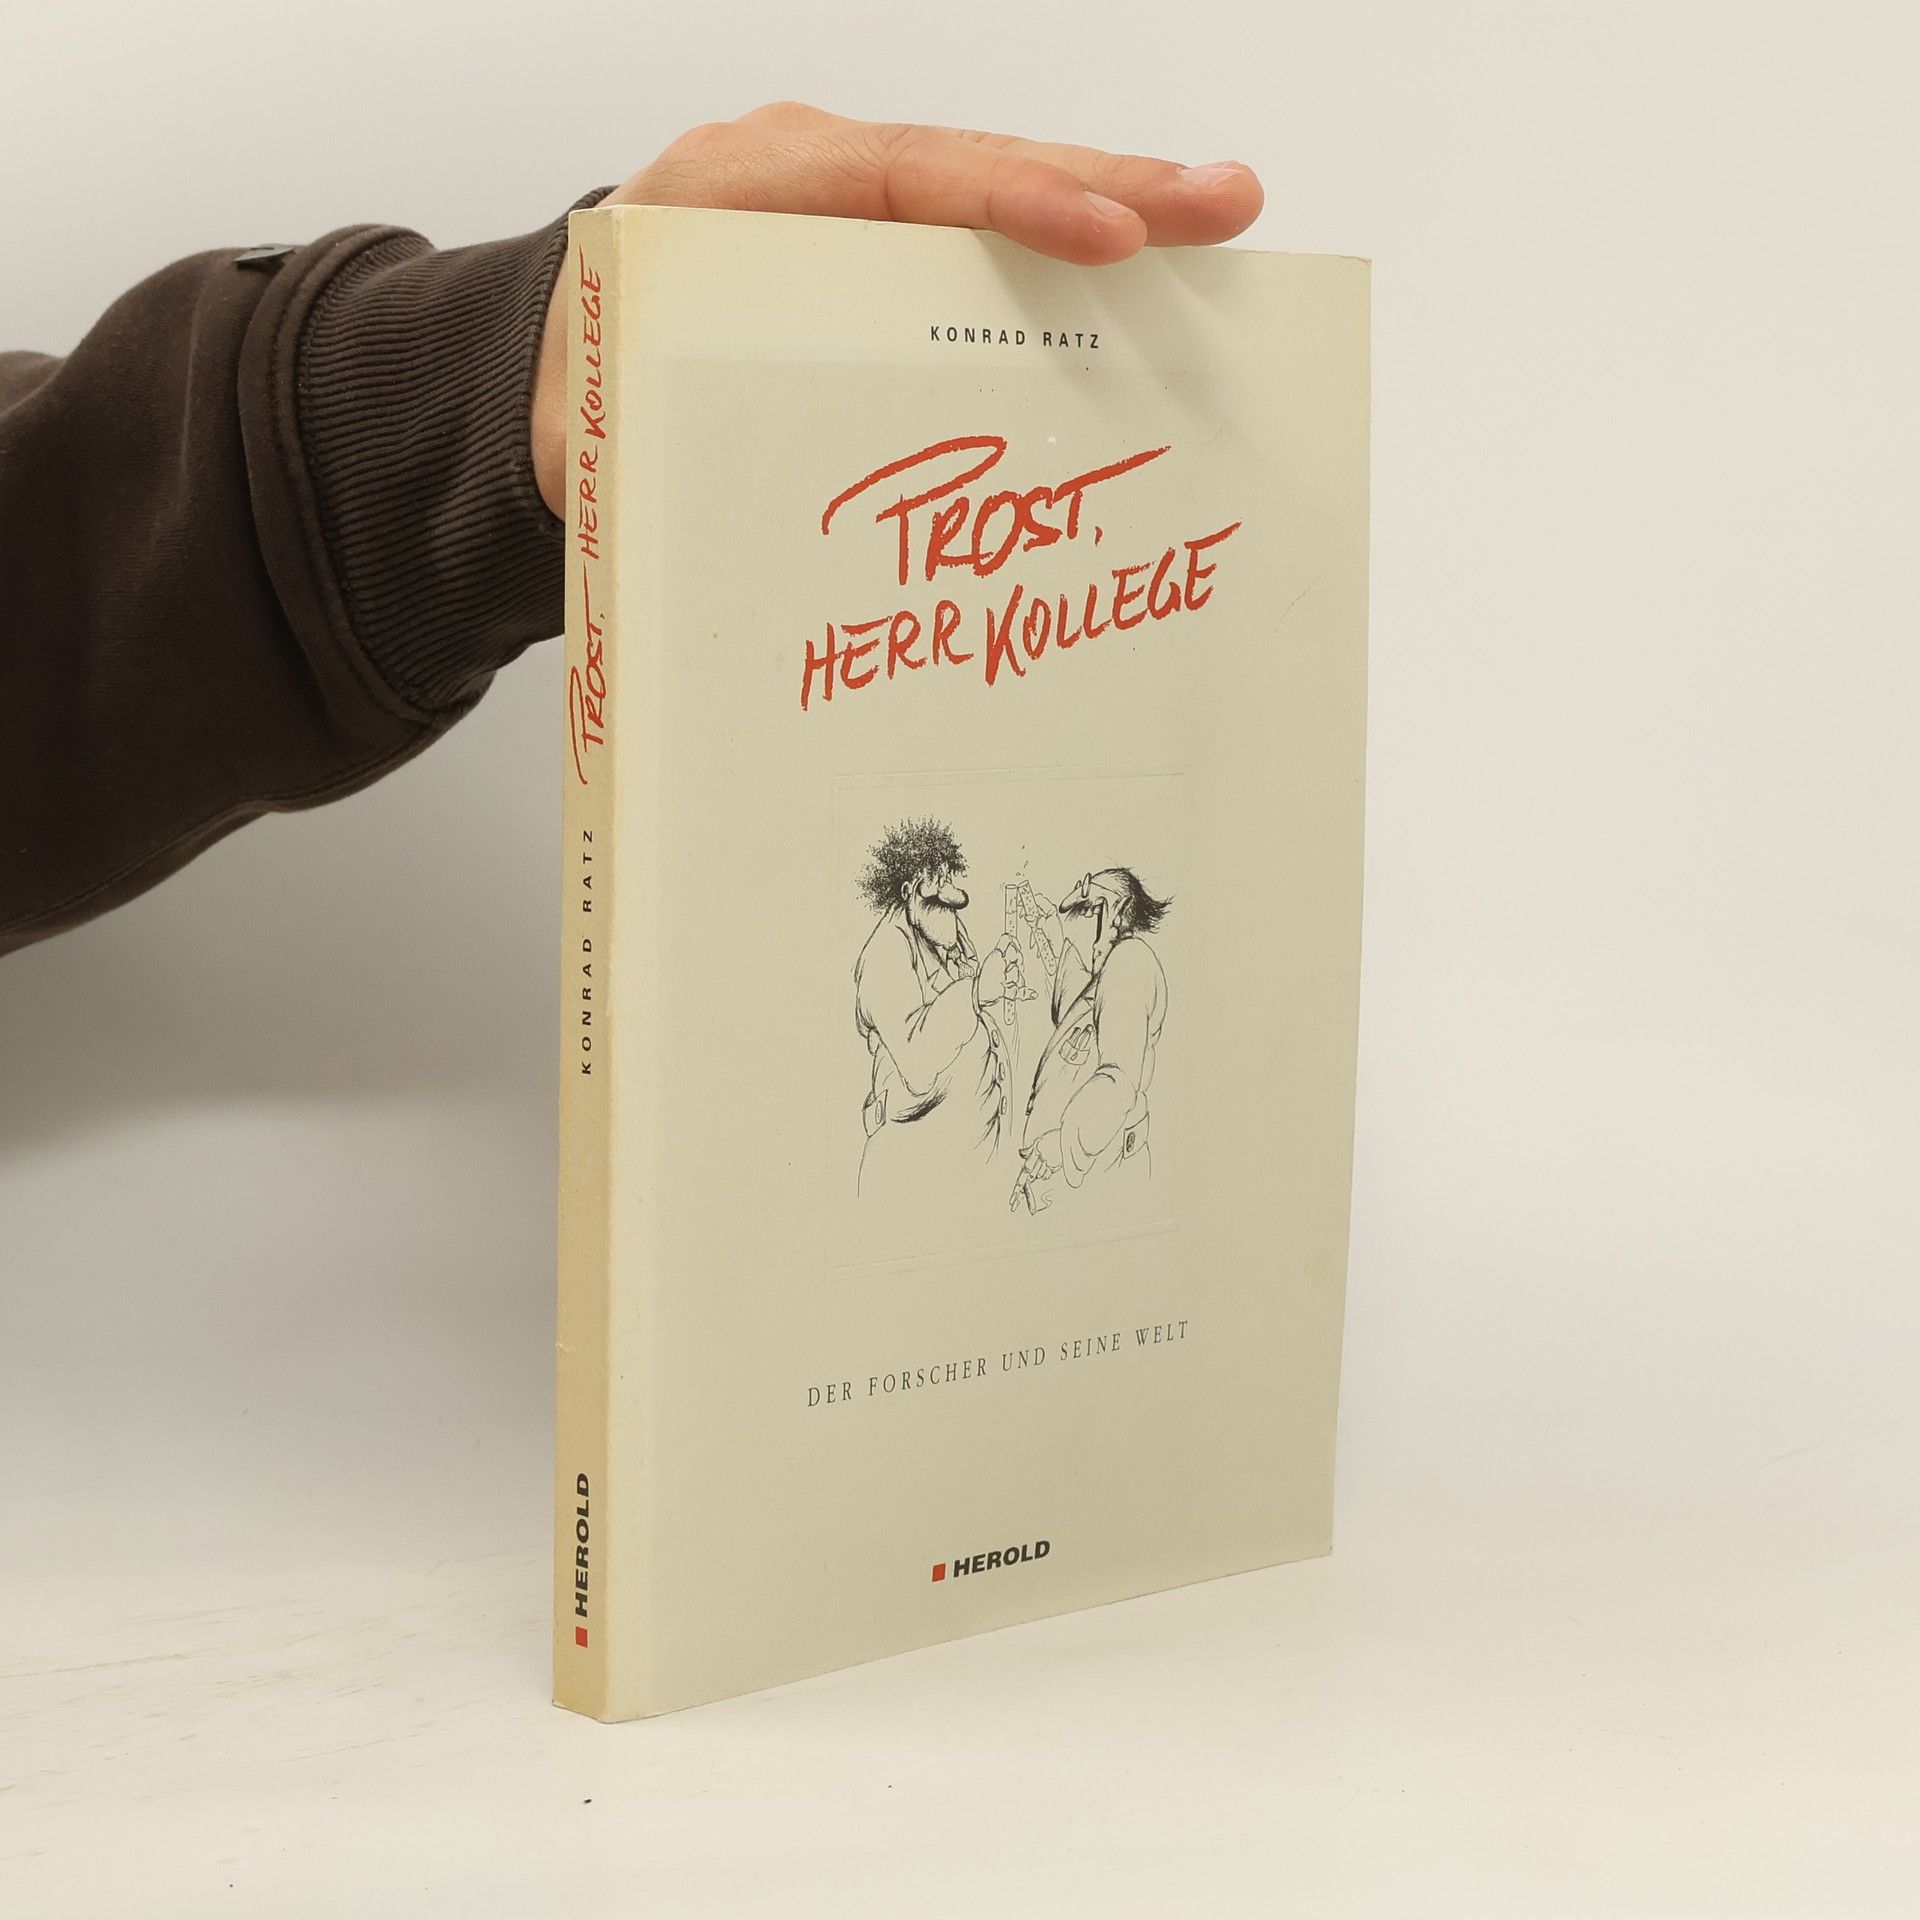 KONRAD RATZ
PROST,
HERR KOLLEGE
DER FORSCHER UND SEINE WELT
HEROLD
HEROLD KONRAD RATZ PROST, HERR KOLLEGE